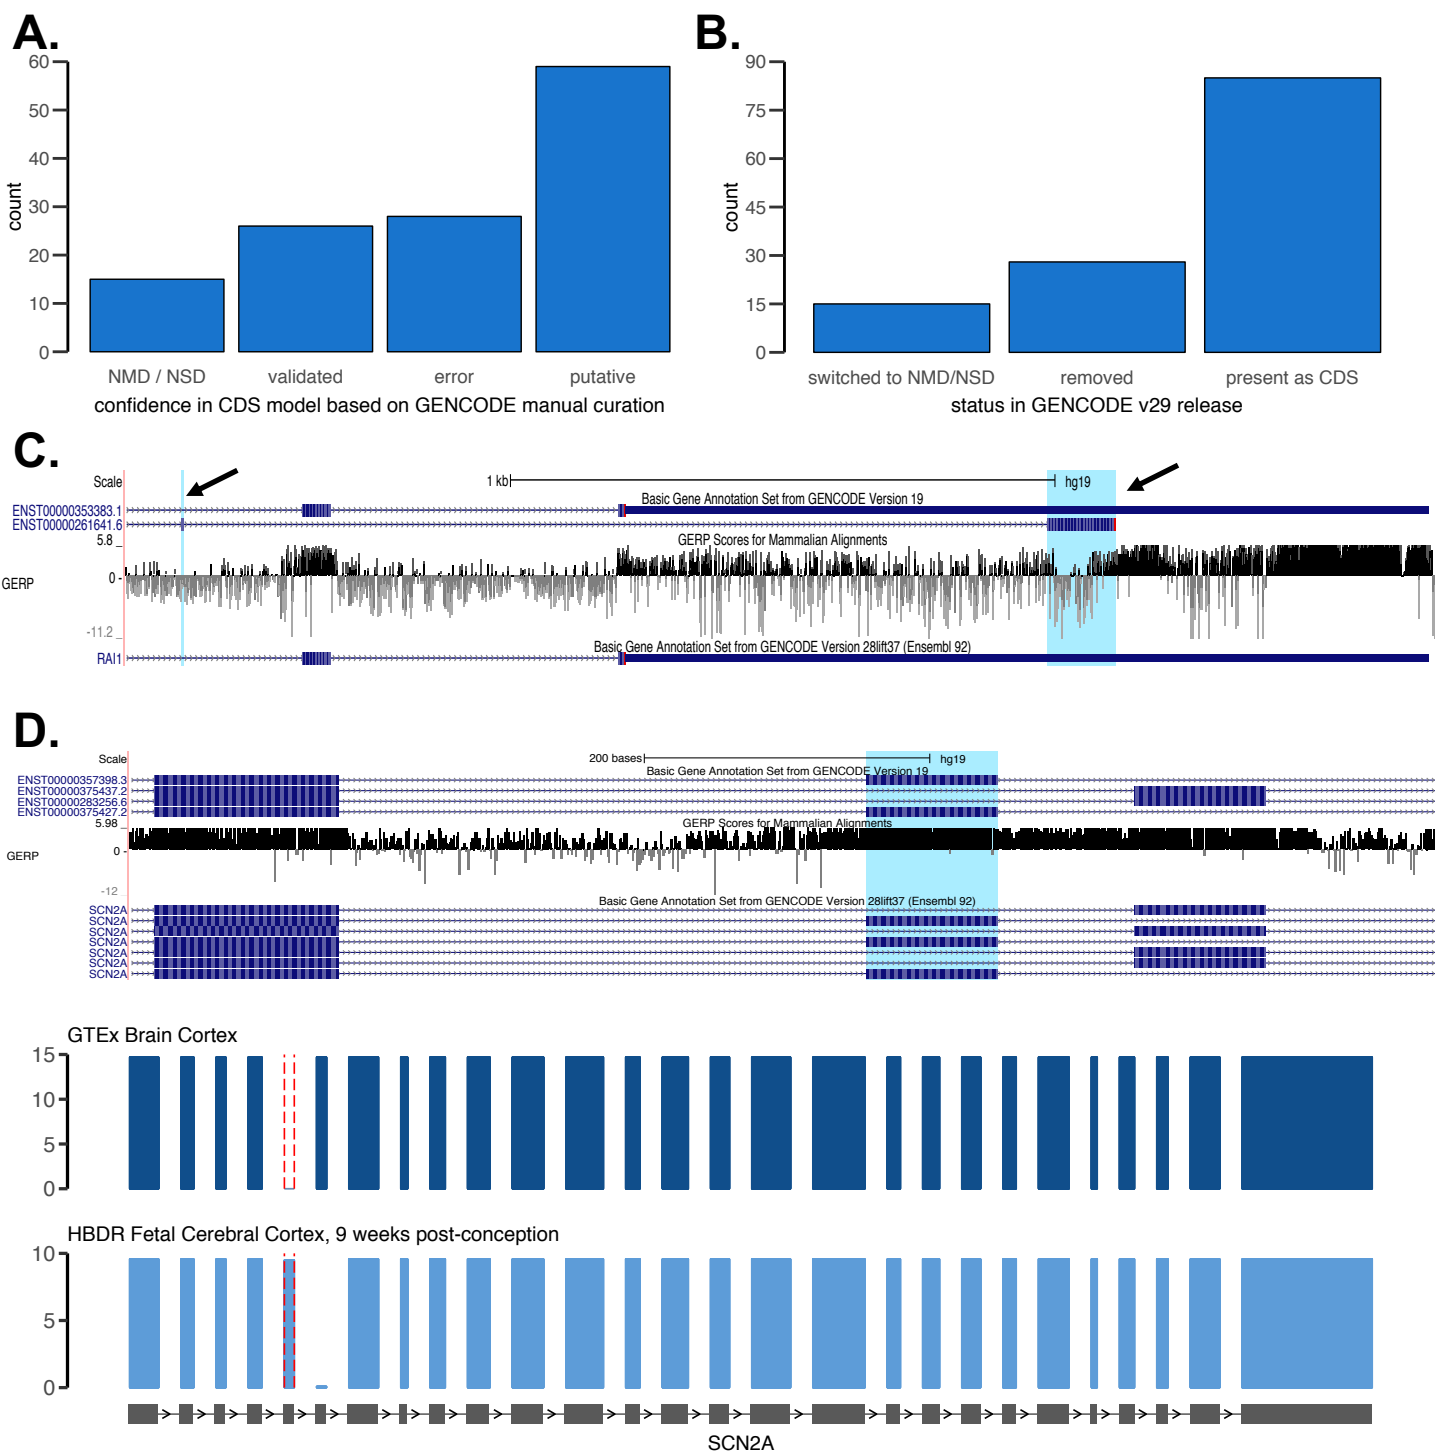 A.
60
50
40
30
20
10
0
count
NMD / NSD validated error putative
confidence in CDS model based on GENCODE manual curation
B.
90
75
60
45
30
15
0
count
switched to NMD/NSD removed present as CDS
status in GENCODE v29 release
C.
Scale 1 kb hg19
Basic Gene Annotation Set from GENCODE Version 19
ENST00000353383.1
ENST00000261641.6
5.8 _ GERP Scores for Mammalian Alignments
0 -
GERP
-11.2 _
Basic Gene Annotation Set from GENCODE Version 28lift37 (Ensembl 92)
RAI1
D.
Scale 200 bases hg19
Basic Gene Annotation Set from GENCODE Version 19
ENST00000357398.3
ENST00000375437.2
ENST00000283256.6
ENST00000375427.2
5.98 _ GERP Scores for Mammalian Alignments
GERP 0 -
-12 _
Basic Gene Annotation Set from GENCODE Version 28lift37 (Ensembl 92)
SCN2A
SCN2A
SCN2A
SCN2A
SCN2A
SCN2A
SCN2A
GTEx Brain Cortex
15
10
5
0
HBDR Fetal Cerebral Cortex, 9 weeks post-conception
10
5
0
SCN2A